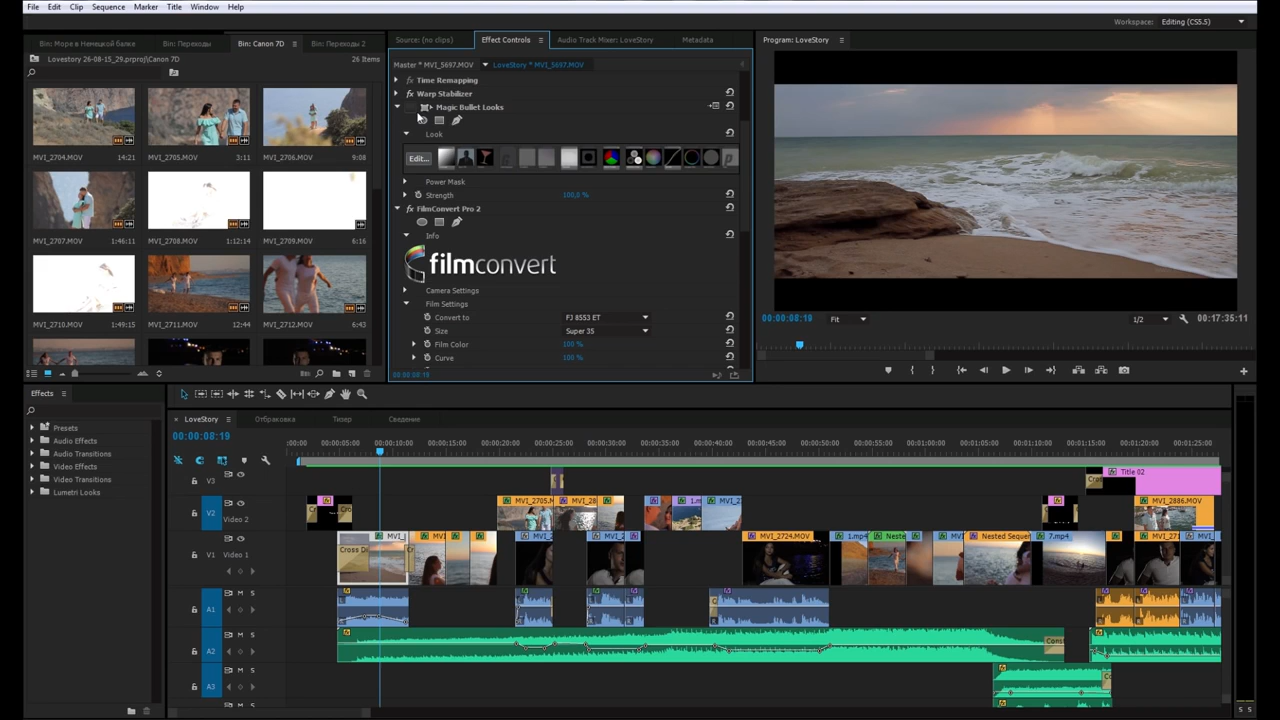 File Edit Clip Sequence Marker Title Window Help
Workspace: Editing (CS5.5)
Bin: Море в Немецкой балке Bin: Переходы Bin: Canon 7D Bin: Переходы 2
Lovestory 26-08-15_29.prproj\Canon 7D 26 Items
MVI_2704.MOV 14:21 MVI_2705.MOV 3:11 MVI_2706.MOV 9:08
MVI_2707.MOV 1:46:11 MVI_2708.MOV 1:12:14 MVI_2709.MOV 6:16
MVI_2710.MOV 1:49:15 MVI_2711.MOV 12:44 MVI_2712.MOV 6:43
Source: (no clips) Effect Controls Audio Track Mixer: LoveStory Metadata
Master * MVI_5697.MOV LoveStory * MVI_5697.MOV
fx Time Remapping
fx Warp Stabilizer
Magic Bullet Looks
Look
Edit...
Power Mask
Strength 100,0 %
fx FilmConvert Pro 2
Info
filmconvert
Camera Settings
Film Settings
Convert to FJ 8553 ET
Size Super 35
Film Color 100 %
Curve 100 %
00:00:08:19
Program: LoveStory
00:00:08:19 Fit 1/2 00:17:35:11
Effects
Presets
Audio Effects
Audio Transitions
Video Effects
Video Transitions
Lumetri Looks
× LoveStory Отбраковка Тизер Сведение
00:00:08:19
:00:00 00:00:05:00 00:00:10:00 00:00:15:00 00:00:20:00 00:00:25:00 00:00:30:00 00:00:35:00 00:00:40:00 00:00:45:00 00:00:50:00 00:00:55:00 00:01:00:00 00:01:05:00 00:01:10:00 00:01:15:00 00:01:20:00 00:01:25:00
V3 Title 02
V2 Video 2 MVI_2705.M MVI_28 1.m MVI_2 MVI_2886.MOV
V1 Video 1 Cross Di MVI_ MVI_2 MVI_2 MVI_2724.MOV 1.mp4 Neste MVI Nested Sequen 7.mp4 MVI_271 MVI_2
A1 M S
A2 M S Const
A3 M S
M S
S S